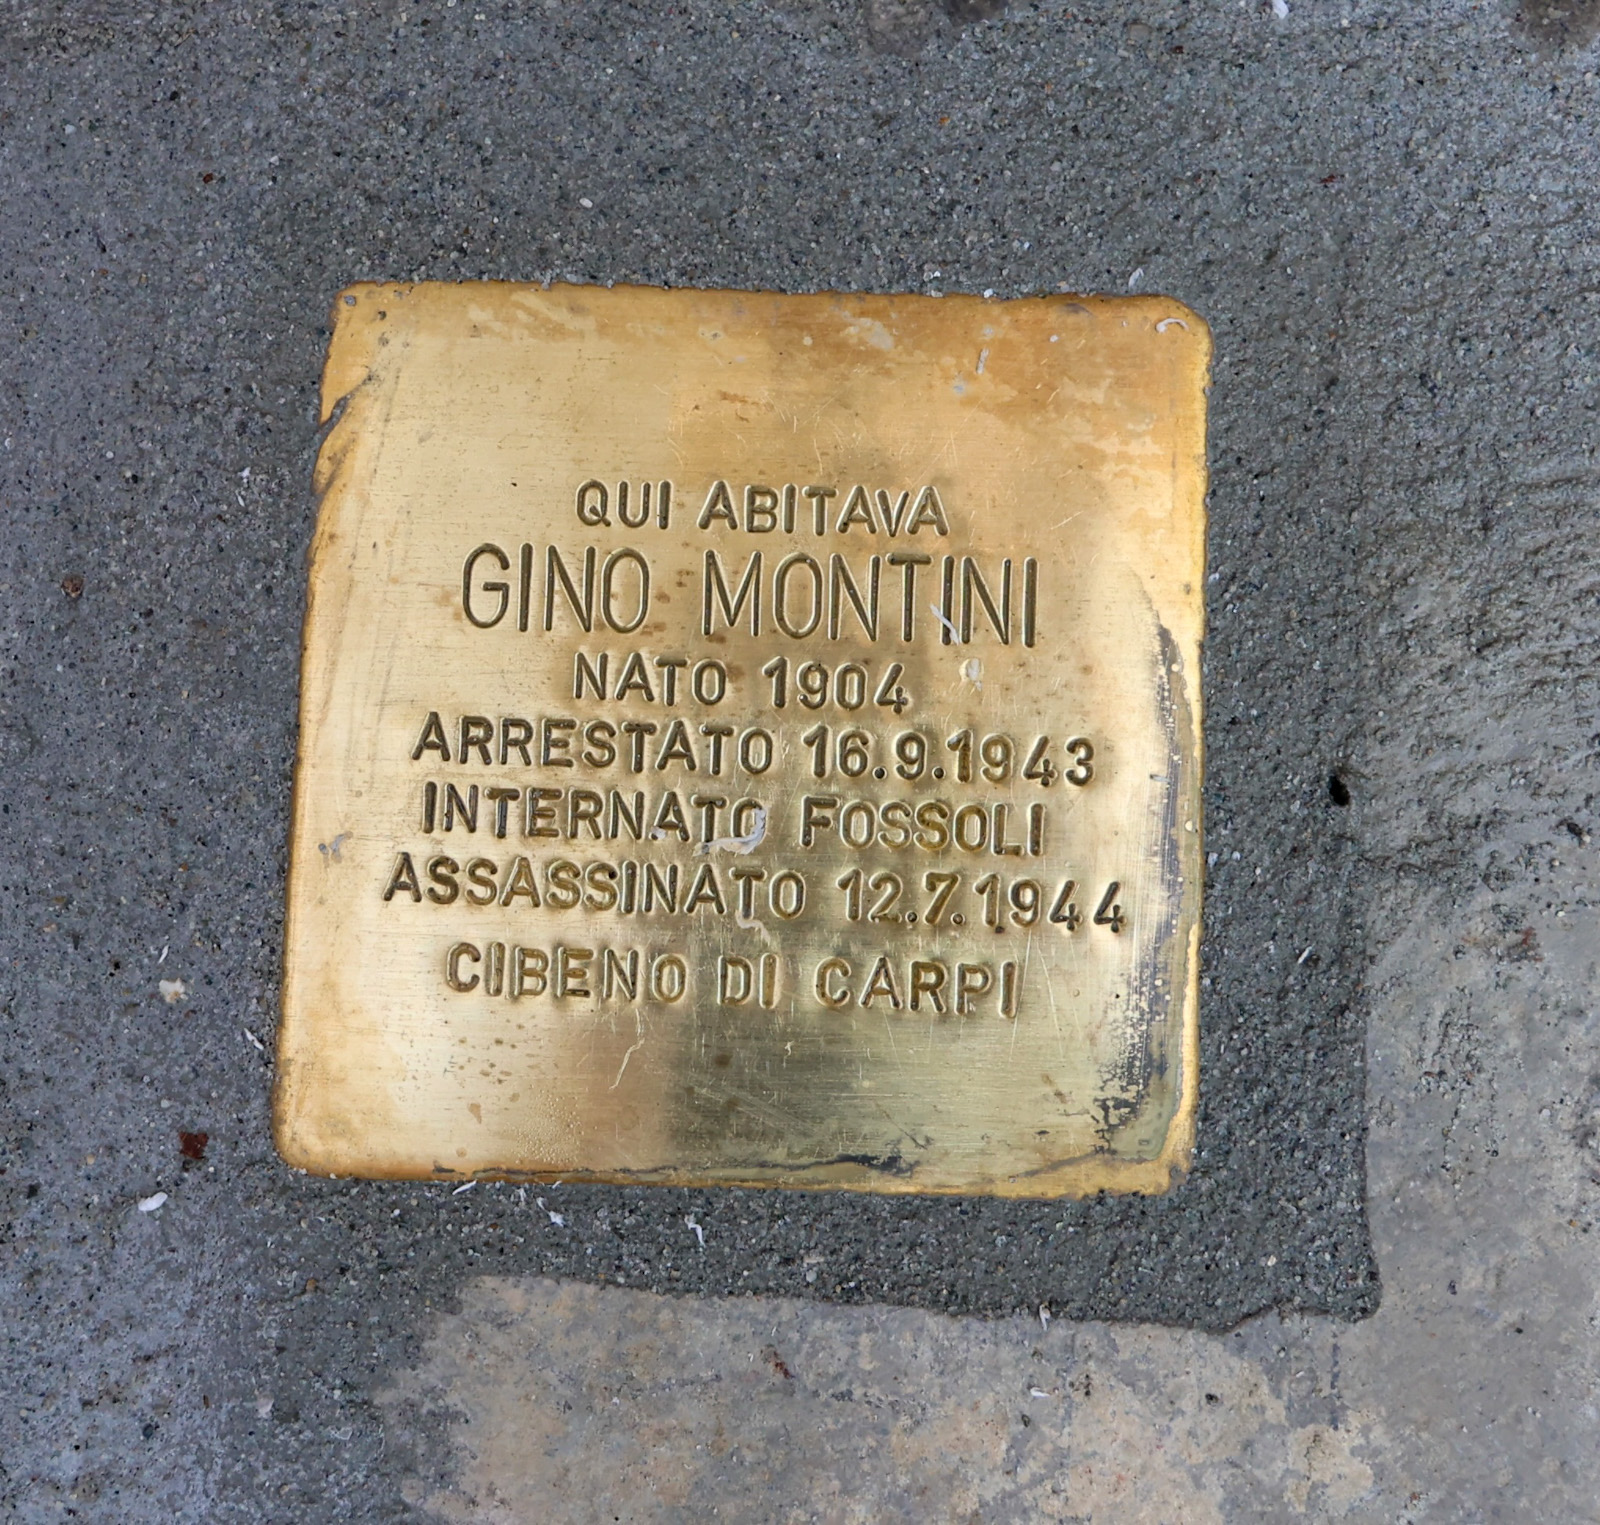 QUI ABITAVA
GINO MONTINI
NATO 1904
ARRESTATO 16.9.1943
INTERNATO FOSSOLI
ASSASSINATO 12.7.1944
CIBENO DI CARPI